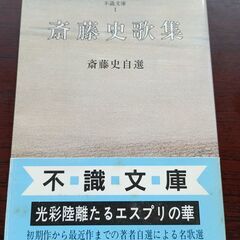 不識文庫
1
斎藤史歌集
斎藤史自選
不・識・文・庫
光彩陸離たるエスプリの華
初期作から最近作までの著者自選による名歌選